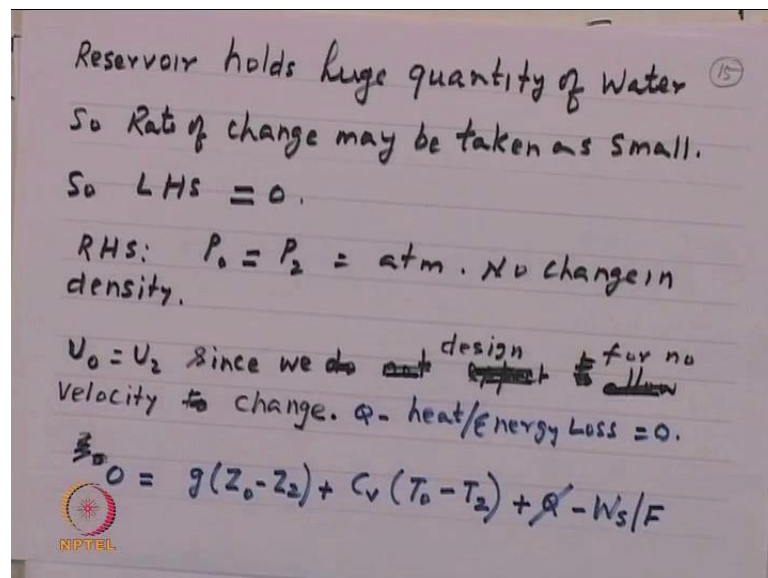 Reservoir holds huge quantity of Water 15
So Rate of change may be taken as small.
So LHS = 0.
RHS: P₀ = P₂ = atm. No change in
density.
U₀ = U₂ since we design for no
velocity change. Q - heat/Energy Loss = 0.
0 = g(Z₀-Z₂) + Cᵥ (T₀-T₂) + Q - Ws/F
NPTEL